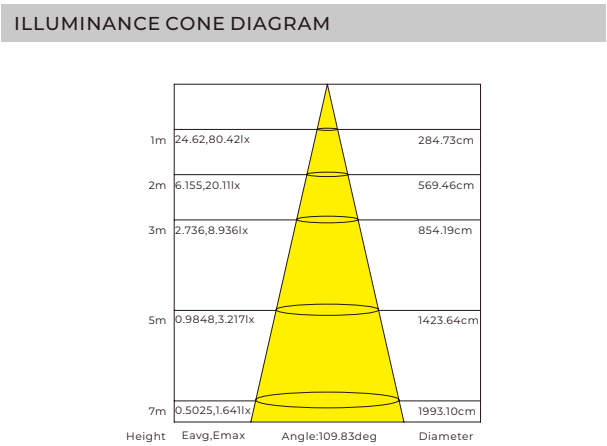 ILLUMINANCE CONE DIAGRAM
1m 24.62,80.42lx 284.73cm
2m 6.155,20.11lx 569.46cm
3m 2.736,8.936lx 854.19cm
5m 0.9848,3.217lx 1423.64cm
7m 0.5025,1.641lx 1993.10cm
Height Eavg,Emax Angle:109.83deg Diameter